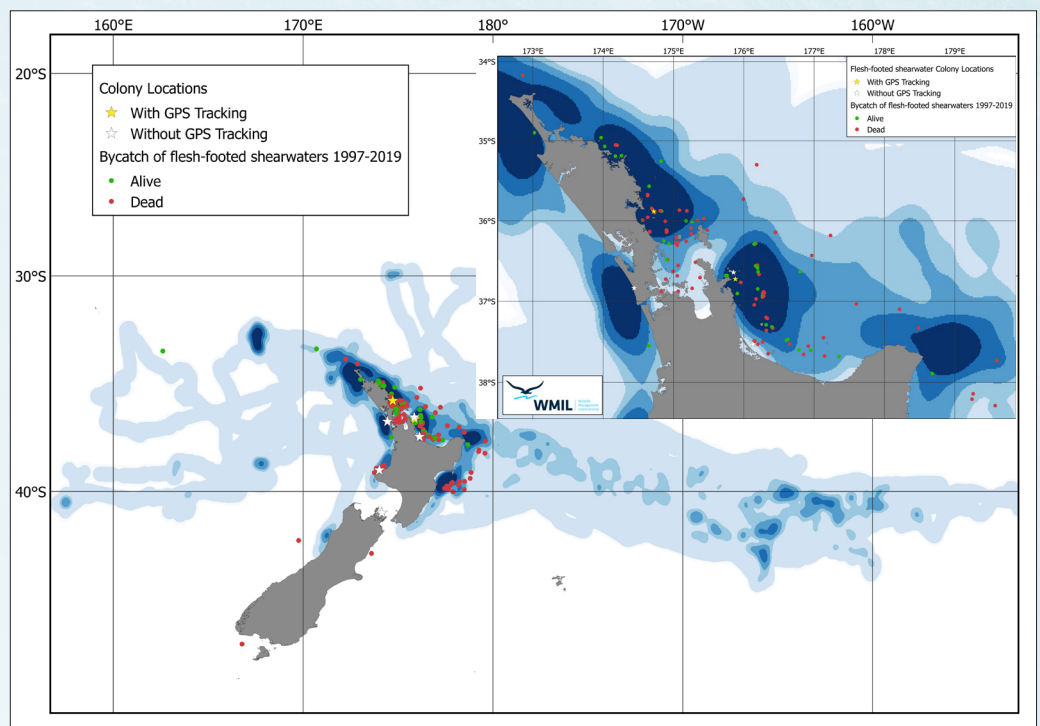 160°E 170°E 180° 170°W 160°W
20°S
30°S
40°S
Colony Locations
With GPS Tracking
Without GPS Tracking
Bycatch of flesh-footed shearwaters 1997-2019
Alive
Dead
173°E 174°E 175°E 176°E 177°E 178°E 179°E
34°S
35°S
36°S
37°S
38°S
Flesh-footed shearwater Colony Locations
With GPS Tracking
Without GPS Tracking
Bycatch of flesh-footed shearwaters 1997-2019
Alive
Dead
WMIL
Wildlife
Management
International